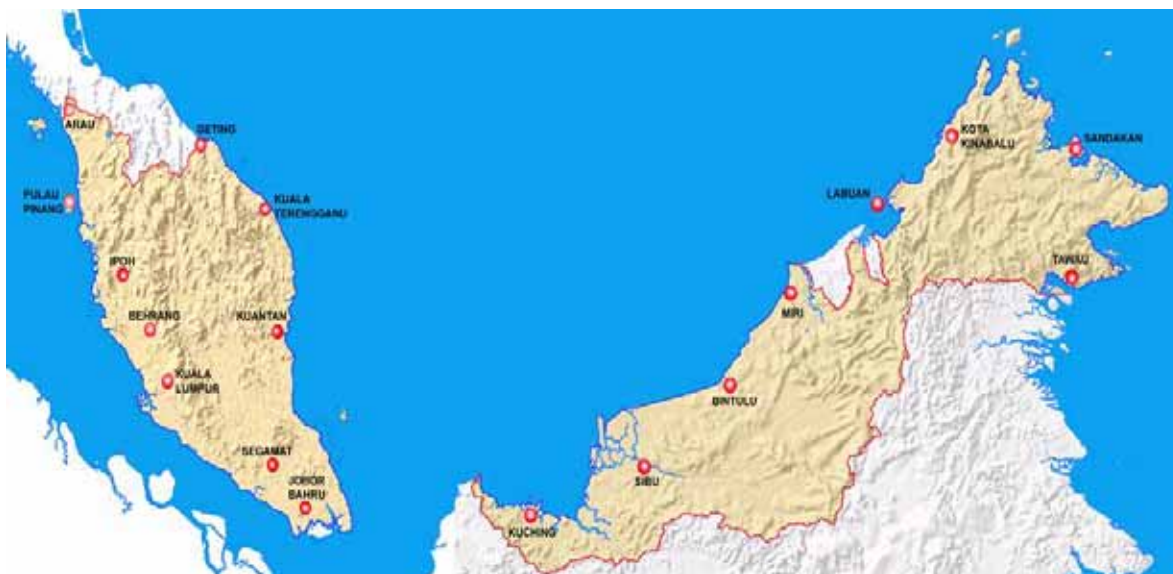 ARAU
GETING
PULAU
PINANG
KUALA
TERENGGANU
IPOH
BEHRANG
KUANTAN
KUALA
LUMPUR
SEGAMAT
JOHOR
BAHRU
KOTA
KINABALU
SANDAKAN
LABUAN
TAWAU
MIRI
BINTULU
SIBU
KUCHING